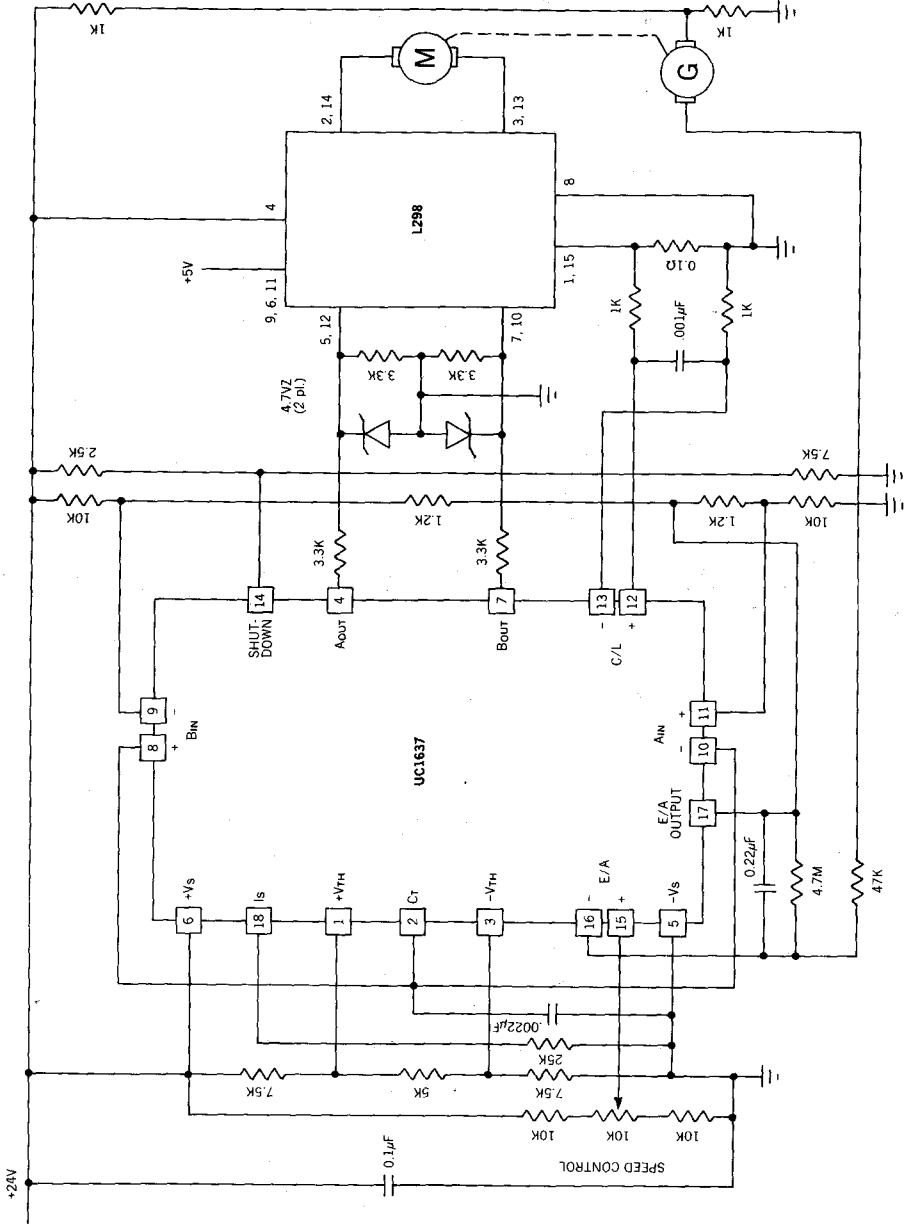 +24V
0.1µF
SPEED CONTROL
10K
10K
10K
7.5K
5K
7.5K
25K
.0022µF
6
+VS
18
IS
1
+VTH
2
CT
3
-VTH
16
-
E/A
15
+
5
-VS
0.22µF
4.7M
47K
17
E/A
OUTPUT
10
-
AIN
11
+
UC1637
8
+
BIN
9
-
14
SHUT-
DOWN
4
AOUT
7
BOUT
13
-
C/L
12
+
10K
2.5K
1.2K
1.2K
10K
7.5K
3.3K
3.3K
4.7VZ
(2 pl.)
3.3K
3.3K
.001µF
1K
1K
0.1Ω
+5V
9, 6, 11
4
5, 12
7, 10
L298
1, 15
8
2, 14
3, 13
M
G
1K
1K